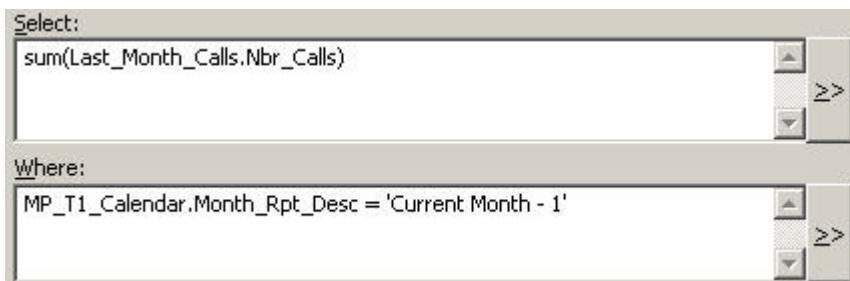 Select:
sum(Last_Month_Calls.Nbr_Calls)
>>
Where:
MP_T1_Calendar.Month_Rpt_Desc = 'Current Month - 1'
>>